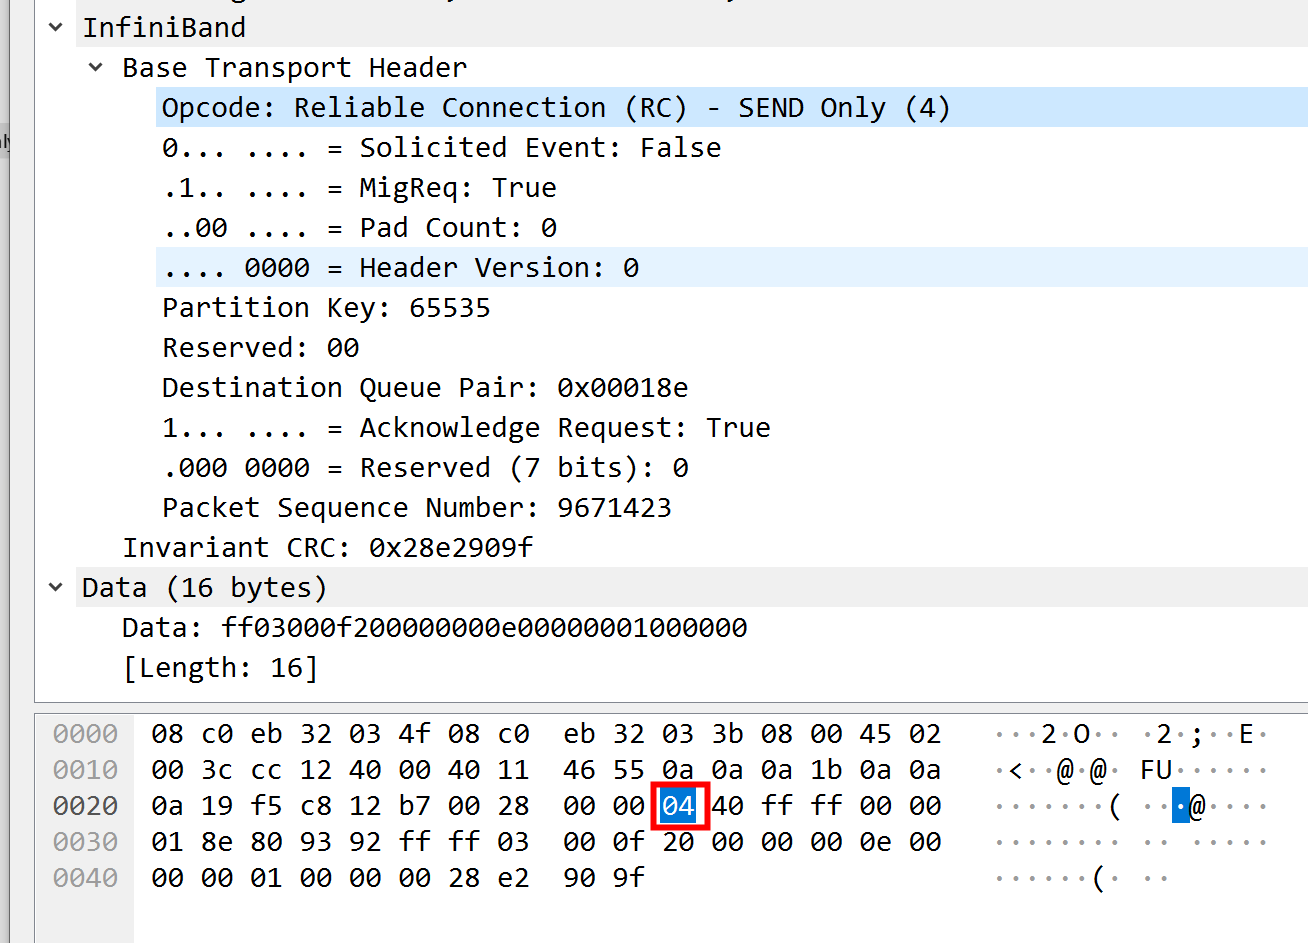 InfiniBand
Base Transport Header
Opcode: Reliable Connection (RC) - SEND Only (4)
0... .... = Solicited Event: False
.1.. .... = MigReq: True
..00 .... = Pad Count: 0
.... 0000 = Header Version: 0
Partition Key: 65535
Reserved: 00
Destination Queue Pair: 0x00018e
1... .... = Acknowledge Request: True
.000 0000 = Reserved (7 bits): 0
Packet Sequence Number: 9671423
Invariant CRC: 0x28e2909f
Data (16 bytes)
Data: ff03000f200000000e00000001000000
[Length: 16]
0000 08 c0 eb 32 03 4f 08 c0 eb 32 03 3b 08 00 45 02 ···2·O·· ·2·;··E·
0010 00 3c cc 12 40 00 40 11 46 55 0a 0a 0a 1b 0a 0a ·<··@·@· FU······
0020 0a 19 f5 c8 12 b7 00 28 00 00 04 40 ff ff 00 00 ·······( ···@····
0030 01 8e 80 93 92 ff ff 03 00 0f 20 00 00 00 0e 00 ········ ·· ·····
0040 00 00 01 00 00 00 28 e2 90 9f ······(· ··